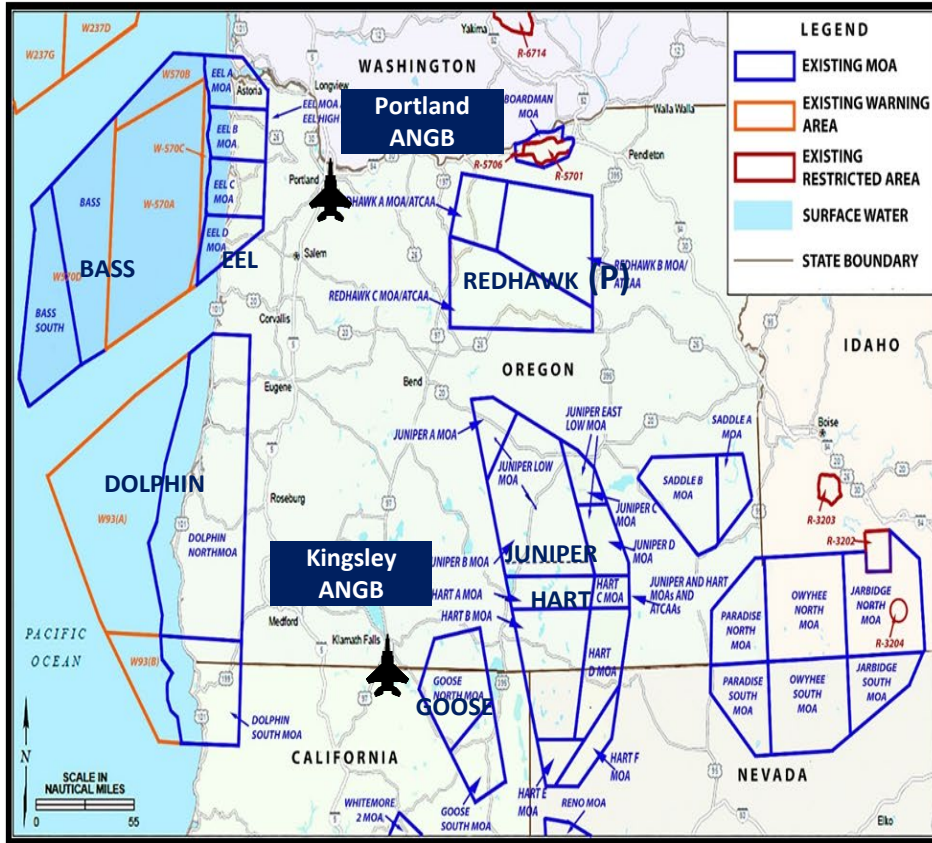 W237D
W237G
101
Longview
WASHINGTON
Yakima
82
R-6714
W570B
EEL A
MOA
Astoria
EEL MOA
EEL HIGH
Portland
ANGB
BOARDMAN
MOA
Walla Walla
Pendleton
R-5706
R-5701
EEL B
MOA
W-570C
EEL C
MOA
BASS
W-570A
EEL D
MOA
BASS
EEL
BASS
SOUTH
Portland
Salem
Corvallis
Eugene
Bend
REDHAWK A MOA/ATCAA
REDHAWK (P)
REDHAWK B MOA/
ATCAA
REDHAWK C MOA/ATCAA
OREGON
IDAHO
Boise
LEGEND
EXISTING MOA
EXISTING WARNING
AREA
EXISTING
RESTRICTED AREA
SURFACE WATER
STATE BOUNDARY
JUNIPER A MOA
JUNIPER LOW
MOA
JUNIPER EAST
LOW MOA
SADDLE A
MOA
SADDLE B
MOA
JUNIPER C
MOA
JUNIPER D
MOA
JUNIPER B MOA
JUNIPER
JUNIPER AND HART
MOAs AND
ATCAAs
R-3203
R-3202
R-3204
DOLPHIN
W93(A)
DOLPHIN
NORTHMOA
Roseburg
Kingsley
ANGB
HART A MOA
HART
HART
C MOA
HART B MOA
HART
D MOA
Medford
Klamath Falls
PACIFIC
OCEAN
W93(B)
DOLPHIN
SOUTH MOA
GOOSE
NORTH MOA
GOOSE
GOOSE
SOUTH MOA
PARADISE
NORTH MOA
OWYHEE
NORTH
MOA
JARBIDGE
NORTH
MOA
PARADISE
SOUTH
MOA
OWYHEE
SOUTH
MOA
JARBIDGE
SOUTH
MOA
CALIFORNIA
NEVADA
HART F
MOA
HART E
MOA
RENO MOA
WHITEMORE
2 MOA
Elko
N
SCALE IN
NAUTICAL MILES
0 55